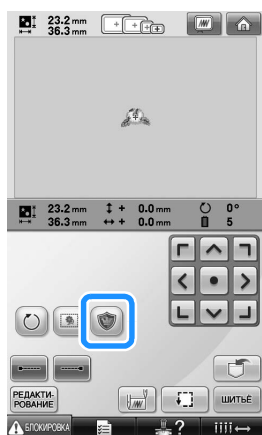 23.2 mm
36.3 mm
23.2 mm + 0.0 mm 0°
36.3 mm + 0.0 mm 5
РЕДАКТИ-
РОВАНИЕ
ШИТЬЁ
БЛОКИРОВКА ?